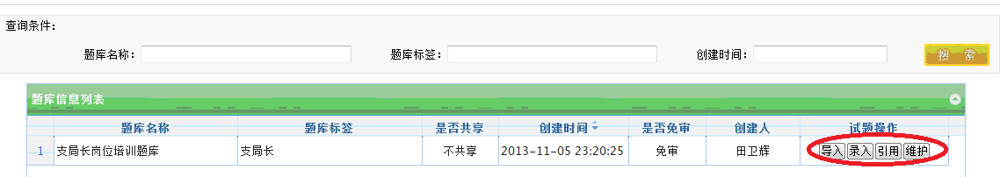 查询条件：
题库名称： 题库标签： 创建时间： 搜 索
题库信息列表
题库名称 题库标签 是否共享 创建时间 是否免审 创建人 试题操作
1 支局长岗位培训题库 支局长 不共享 2013-11-05 23:20:25 免审 田卫辉 导入 录入 引用 维护